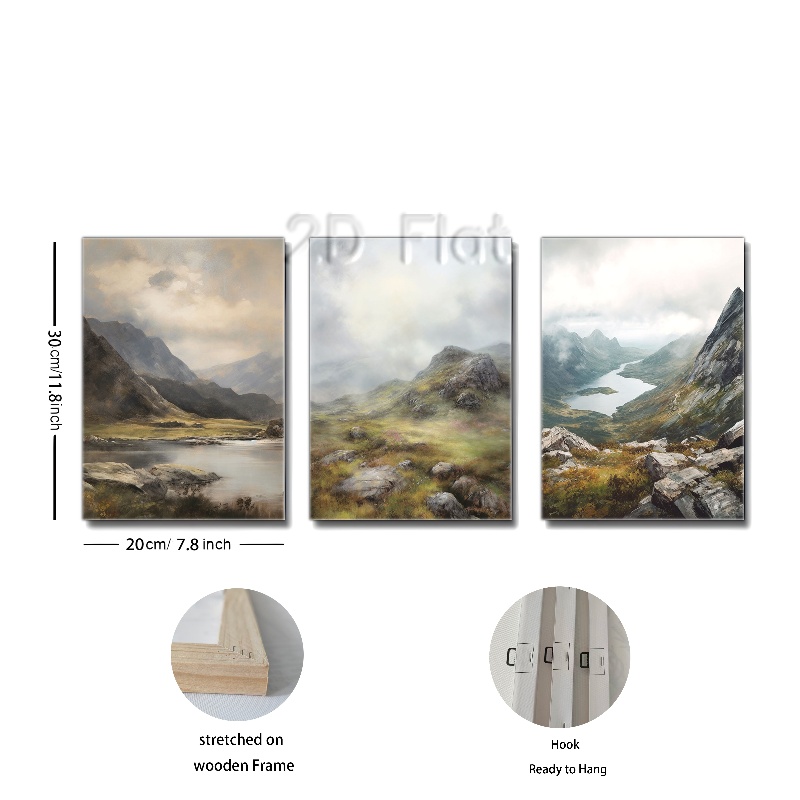 2D Flat
30cm/11.8inch
20cm/ 7.8 inch
stretched on
wooden Frame
Hook
Ready to Hang